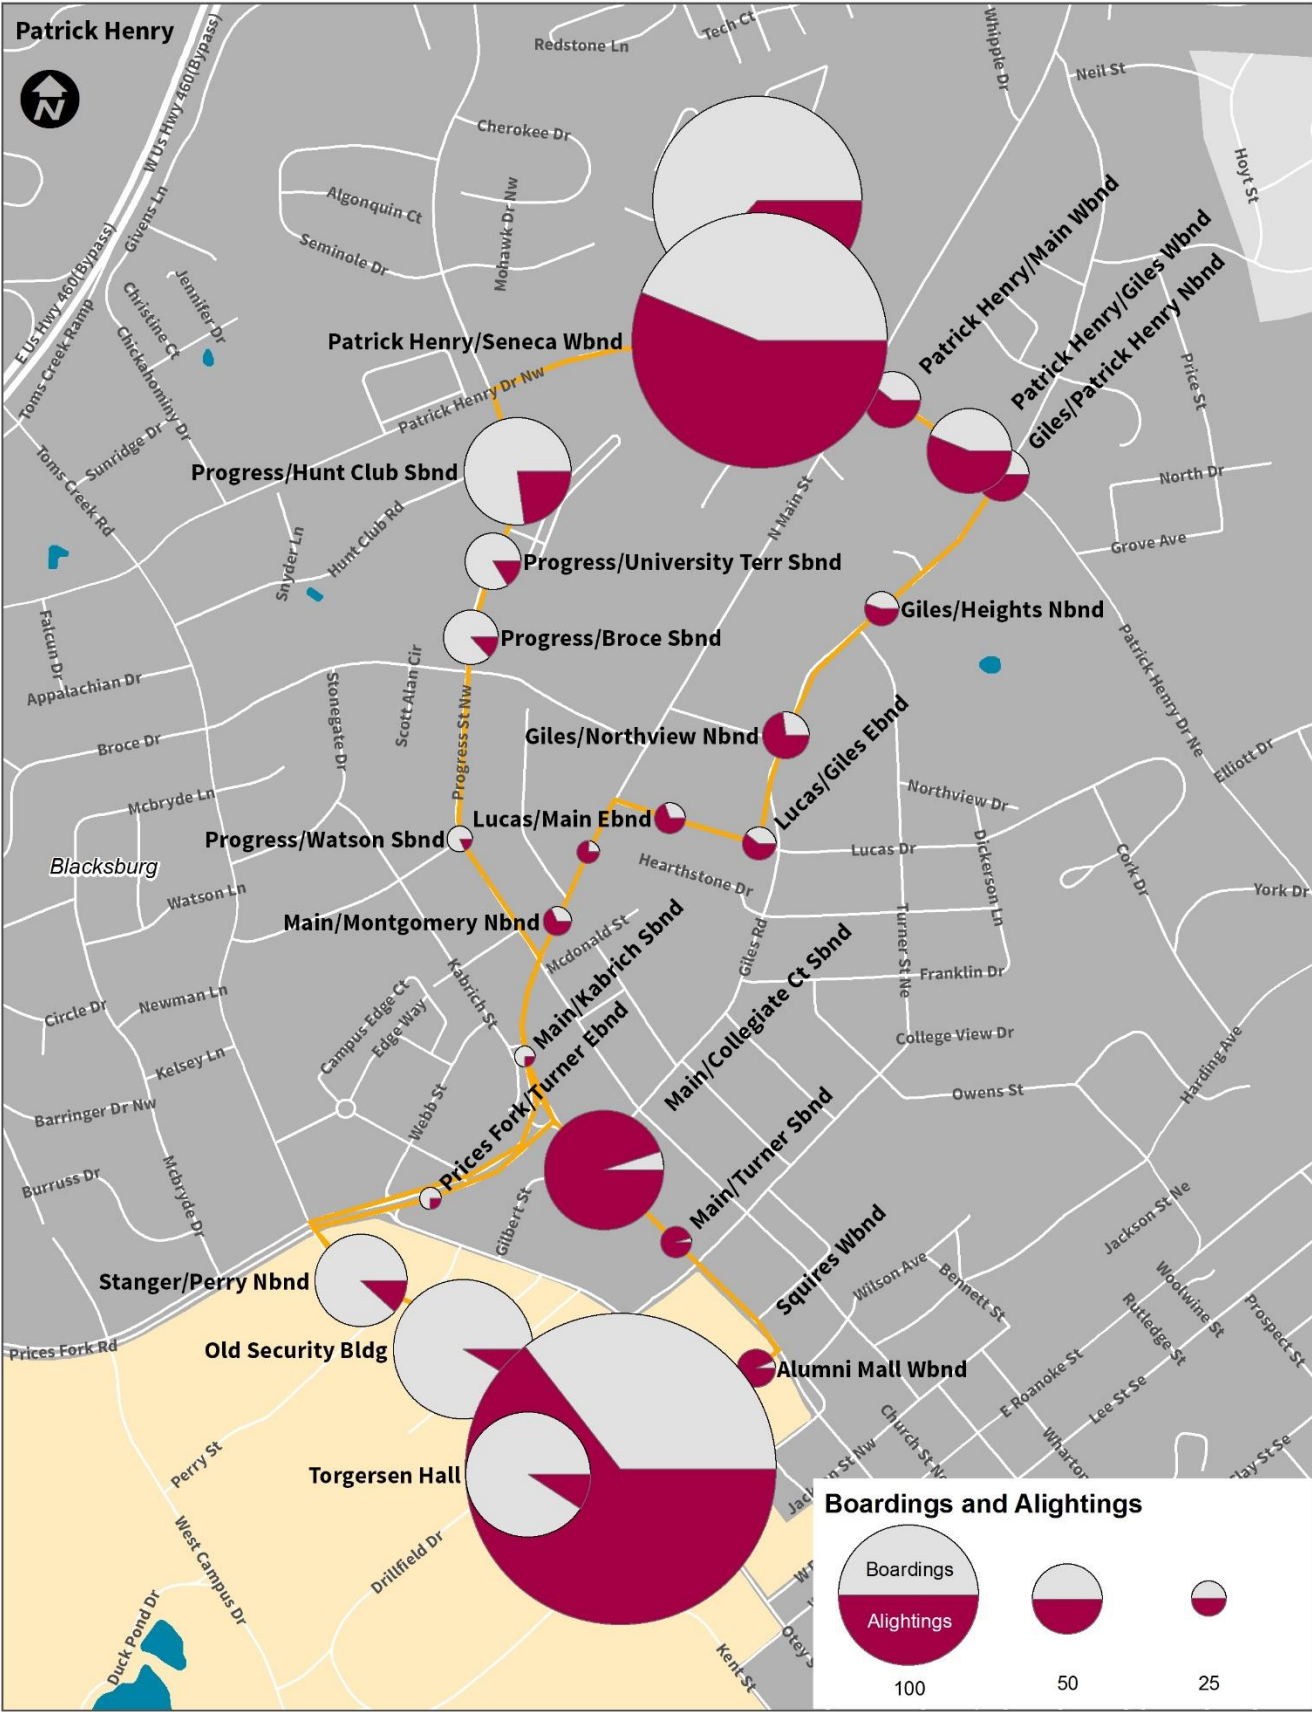 Patrick Henry
N
Redstone Ln
Tech Ct
Whipple Dr
Neil St
W Us Hwy 460(Bypass)
Cherokee Dr
Hoyt St
Algonquin Ct
Mohawk Dr Nw
Givens Ln
Seminole Dr
E Us Hwy 460(Bypass)
Patrick Henry/Main Wbnd
Patrick Henry/Giles Wbnd
Giles/Patrick Henry Nbnd
Jennifer Dr
Christine Ct
Chickahominy Dr
Toms Creek Ramp
Patrick Henry/Seneca Wbnd
Patrick Henry Dr Nw
Price St
Sunridge Dr
Toms Creek Rd
Progress/Hunt Club Sbnd
North Dr
N Main St
Hunt Club Rd
Snyder Ln
Grove Ave
Progress/University Terr Sbnd
Giles/Heights Nbnd
Falcun Dr
Progress/Broce Sbnd
Patrick Henry Dr Ne
Appalachian Dr
Scott Alan Cir
Stonegate Dr
Broce Dr
Progress St Nw
Giles/Northview Nbnd
Lucas/Giles Ebnd
Elliott Dr
Mcbryde Ln
Northview Dr
Lucas/Main Ebnd
Progress/Watson Sbnd
Lucas Dr
Dickerson Ln
Blacksburg
Hearthstone Dr
Cork Dr
York Dr
Watson Ln
Main/Montgomery Nbnd
Mcdonald St
Giles Rd
Turner St Ne
Main/Kabrich Sbnd
Franklin Dr
Kabrich St
Main/Collegiate Ct Sbnd
Circle Dr
Newman Ln
Campus Edge Ct
Edge Way
College View Dr
Kelsey Ln
Harding Ave
Prices Fork/Turner Ebnd
Owens St
Barringer Dr Nw
Webb St
Main/Turner Sbnd
Burruss Dr
Mcbryde Dr
Gilbert St
Jackson St Ne
Squires Wbnd
Wilson Ave
Stanger/Perry Nbnd
Bennett St
Woolwine St
Rutledge St
Prospect St
Prices Fork Rd
Old Security Bldg
Alumni Mall Wbnd
E Roanoke St
Lee St Se
Church St
Wharton
Clay St Se
Perry St
Torgersen Hall
St Nw
West Campus Dr
Drillfield Dr
Duck Pond Dr
Kent St
Otey S
Boardings and Alightings
Boardings
Alightings
100
50
25